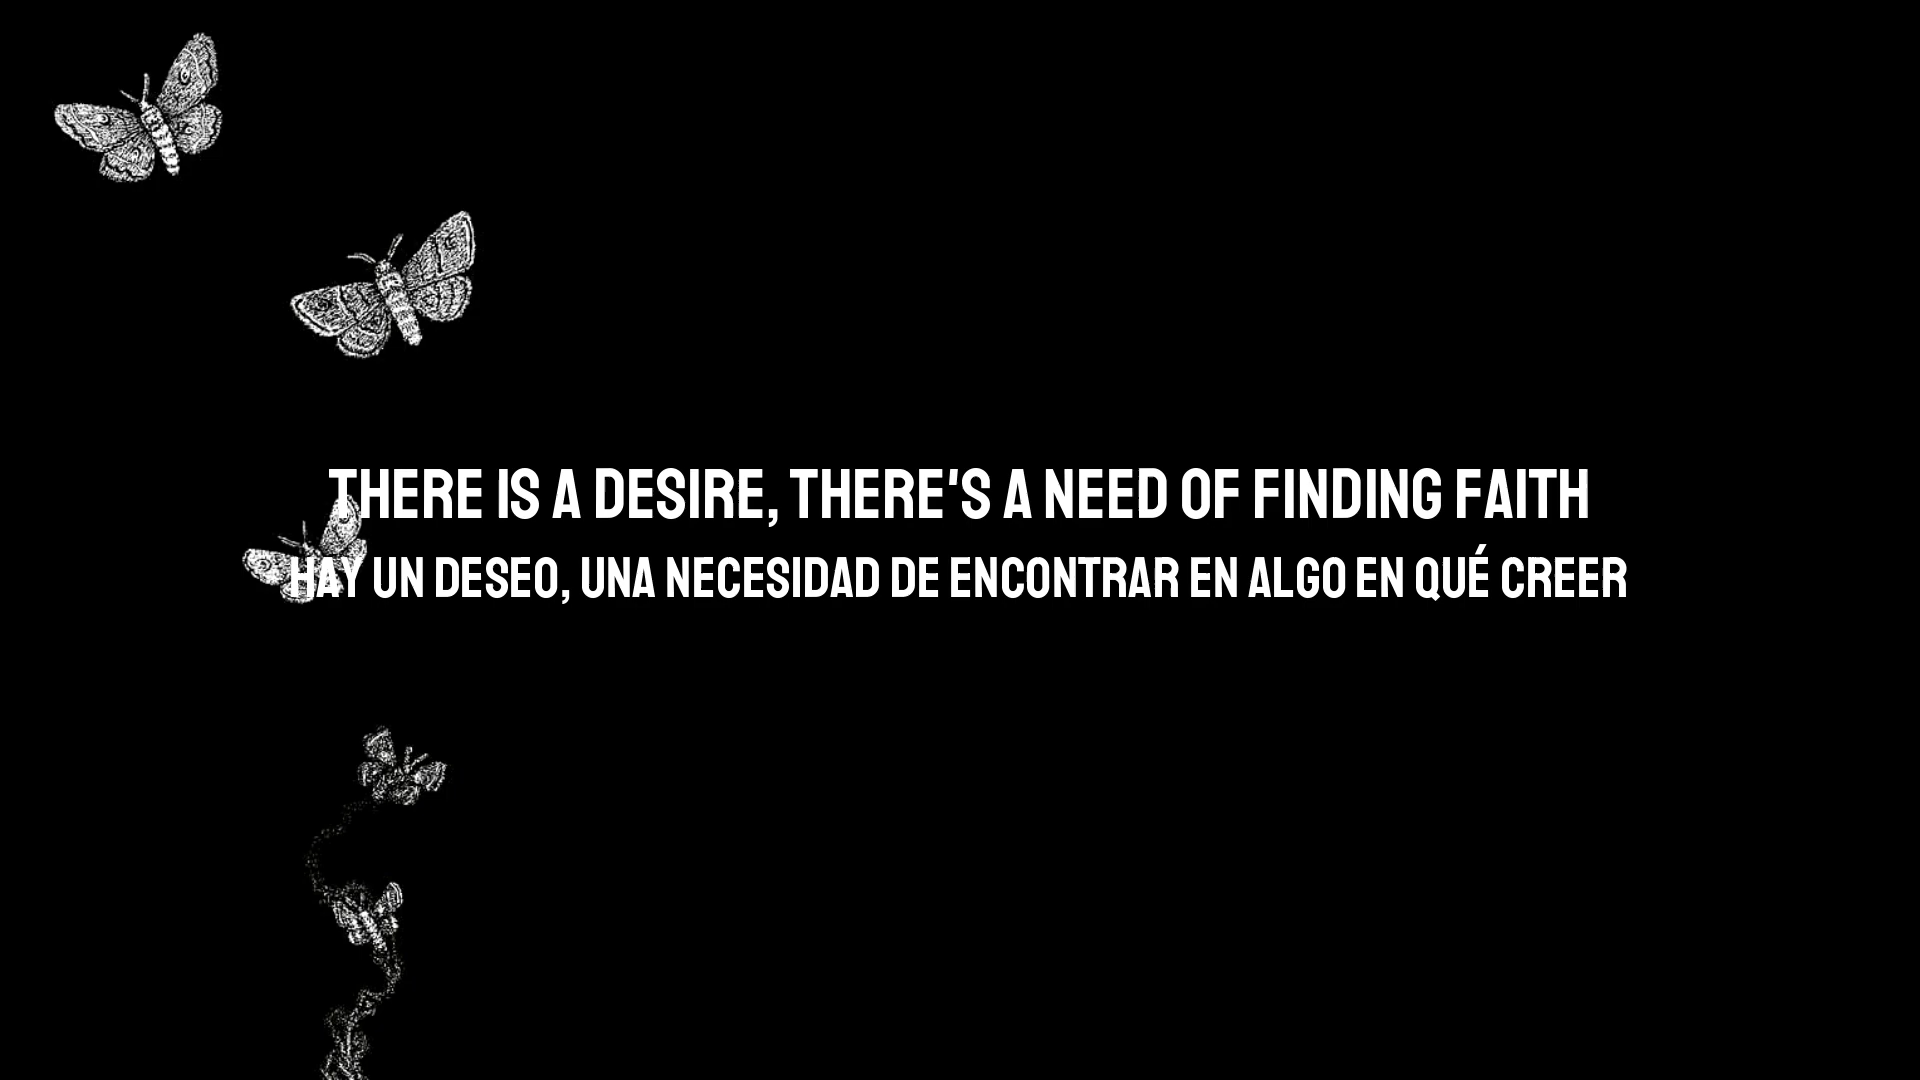 THERE IS A DESIRE, THERE'S A NEED OF FINDING FAITH
HAY UN DESEO, UNA NECESIDAD DE ENCONTRAR EN ALGO EN QUÉ CREER